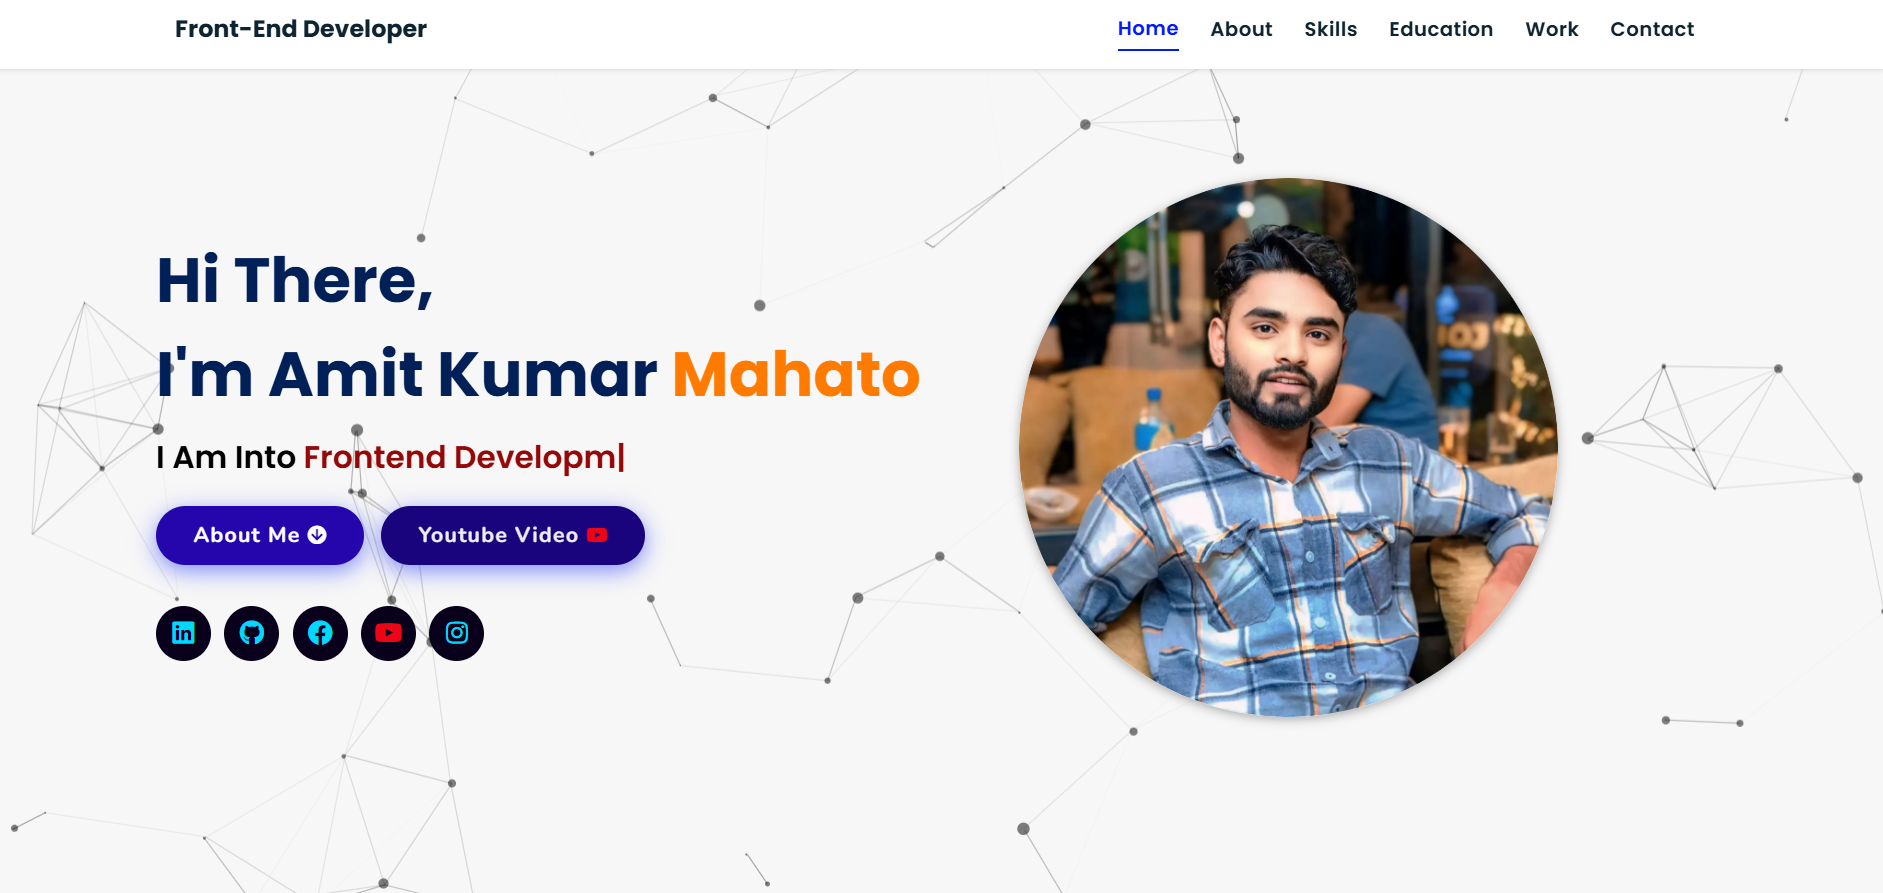 Front-End Developer
Home About Skills Education Work Contact
Hi There,
I'm Amit Kumar Mahato
I Am Into Frontend Developm|
About Me
Youtube Video